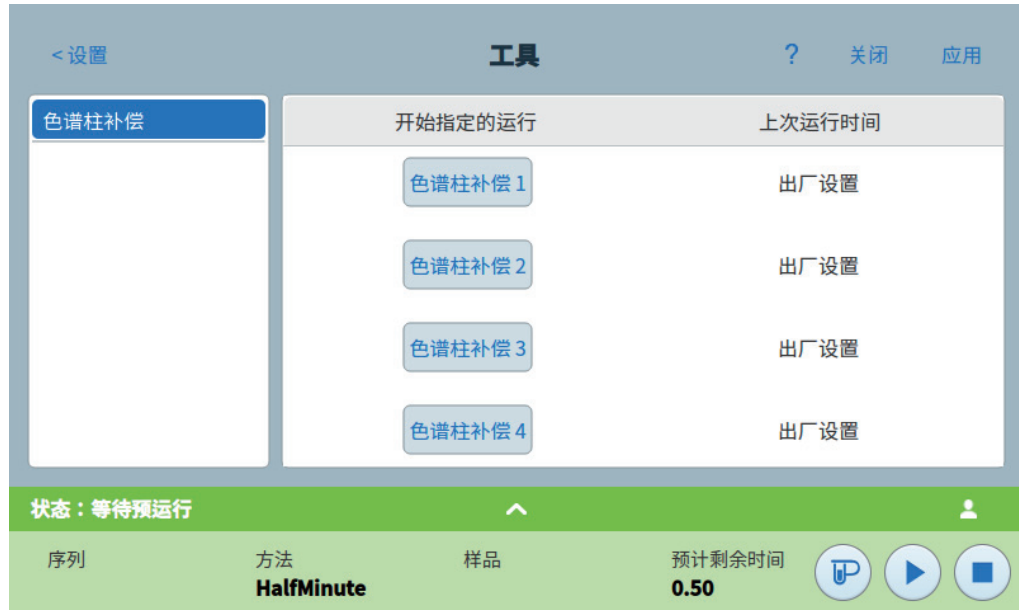 < 设置 工具 ? 关闭 应用
色谱柱补偿 开始指定的运行 上次运行时间
色谱柱补偿 1 出厂设置
色谱柱补偿 2 出厂设置
色谱柱补偿 3 出厂设置
色谱柱补偿 4 出厂设置
状态：等待预运行
序列 方法 样品 预计剩余时间
HalfMinute 0.50